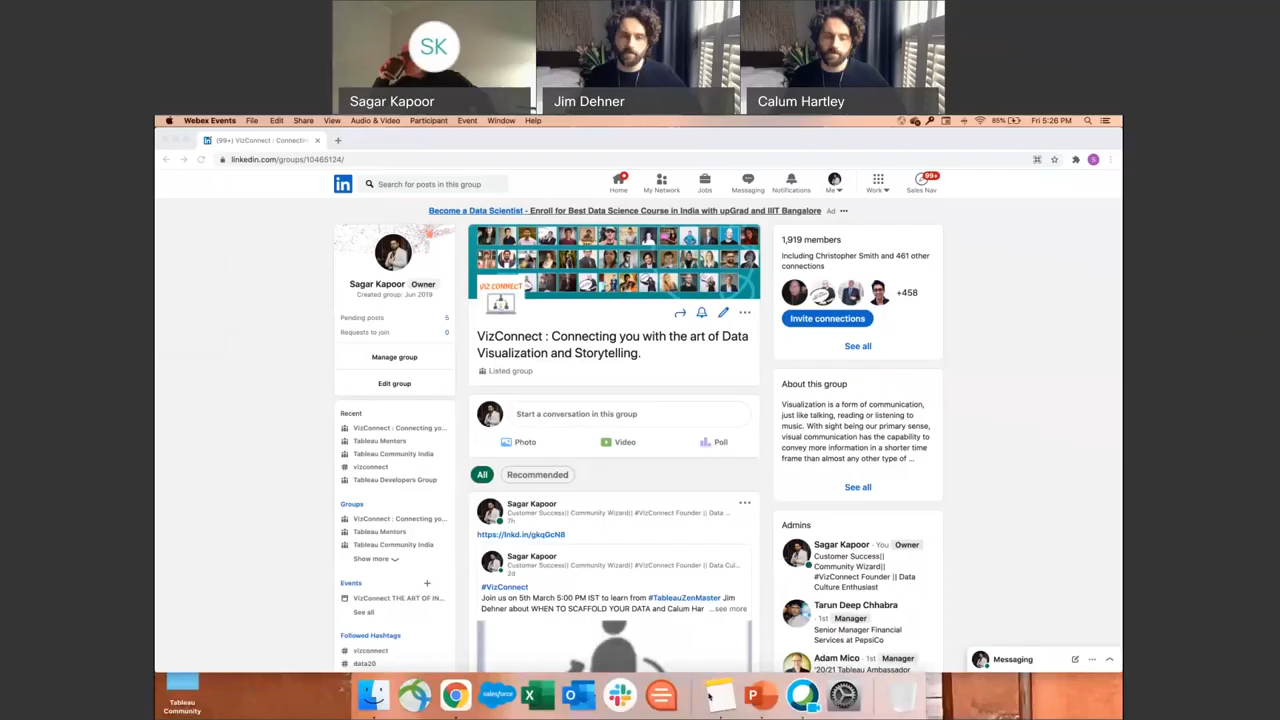 SK
Sagar Kapoor
Jim Dehner
Calum Hartley
Webex Events File Edit Share View Audio & Video Participant Event Window Help
85%
Fri 5:26 PM
(99+) VizConnect : Connectin
linkedin.com/groups/10465124/
S
in
Search for posts in this group
Home
My Network
Jobs
Messaging
Notifications
Me
Work
99+
Sales Nav
Become a Data Scientist - Enroll for Best Data Science Course in India with upGrad and IIIT Bangalore Ad
Sagar Kapoor Owner
Created group: Jun 2019
Pending posts 5
Requests to join 0
Manage group
Edit group
Recent
VizConnect : Connecting yo...
Tableau Mentors
Tableau Community India
# vizconnect
Tableau Developers Group
Groups
VizConnect : Connecting yo...
Tableau Mentors
Tableau Community India
Show more
Events +
VizConnect THE ART OF IN...
See all
Followed Hashtags
# vizconnect
# data20
VIZ CONNECT
VizConnect : Connecting you with the art of Data
Visualization and Storytelling.
Listed group
Start a conversation in this group
Photo
Video
Poll
All
Recommended
Sagar Kapoor
Customer Success|| Community Wizard|| #VizConnect Founder || Data ...
7h
https://lnkd.in/gkqGcN8
Sagar Kapoor
Customer Success|| Community Wizard|| #VizConnect Founder || Data Cul...
2d
#VizConnect
Join us on 5th March 5:00 PM IST to learn from #TableauZenMaster Jim
Dehner about WHEN TO SCAFFOLD YOUR DATA and Calum Har ...see more
1,919 members
Including Christopher Smith and 461 other
connections
+458
Invite connections
See all
About this group
Visualization is a form of communication,
just like talking, reading or listening to
music. With sight being our primary sense,
visual communication has the capability to
convey more information in a shorter time
frame than almost any other type of ...
See all
Admins
Sagar Kapoor · You Owner
Customer Success||
Community Wizard||
#VizConnect Founder || Data
Culture Enthusiast
Tarun Deep Chhabra
· 1st Manager
Senior Manager Financial
Services at PepsiCo
Adam Mico · 1st Manager
'20/21 Tableau Ambassador
Messaging
Tableau
Community
salesforce